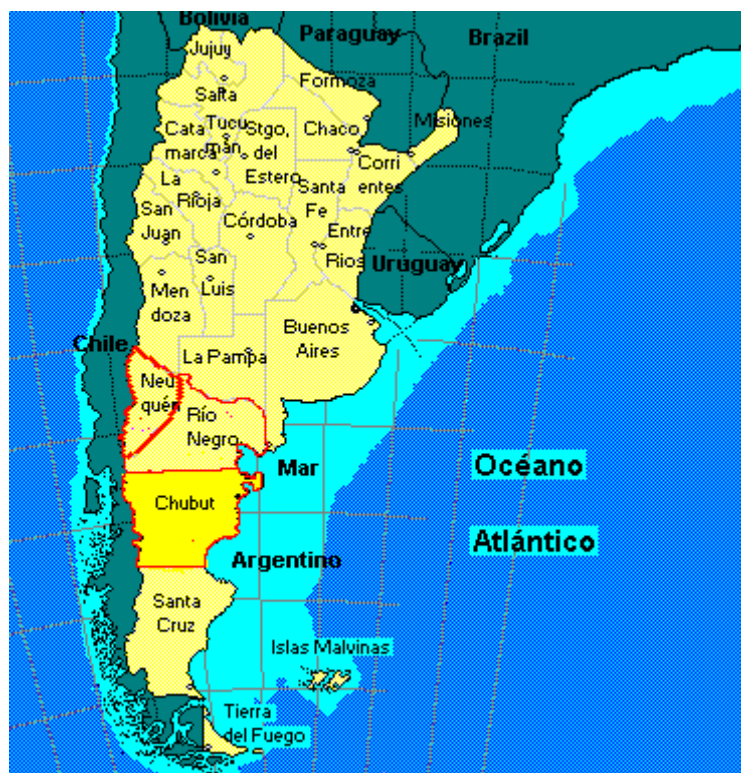 Bolivia
Paraguay
Brazil
Jujuy
Formoza
Salta
Misiones
Cata
marca
Tucu
mán
Stgo,
del
Estero
Chaco
Corri
entes
La
Rioja
Santa
Fe
San
Juan
Córdoba
Entre
Rios
Uruguay
San
Luis
Men
doza
Buenos
Aires
Chile
La Pampa
Neu
quén
Río
Negro
Mar
Océano
Chubut
Atlántico
Argentino
Santa
Cruz
Islas Malvinas
Tierra
del Fuego